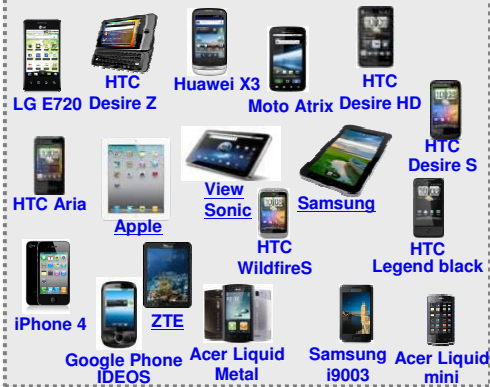 LG E720
HTC
Desire Z
Huawei X3
Moto Atrix
HTC
Desire HD
HTC
Desire S
HTC Aria
Apple
View
Sonic
Samsung
HTC
WildfireS
HTC
Legend black
iPhone 4
ZTE
Google Phone
IDEOS
Acer Liquid
Metal
Samsung
i9003
Acer Liquid
mini